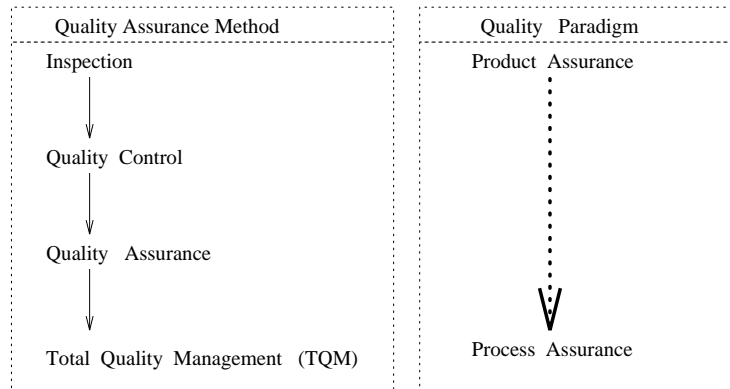 Quality Assurance Method
Inspection
Quality Control
Quality Assurance
Total Quality Management (TQM)
Quality Paradigm
Product Assurance
Process Assurance